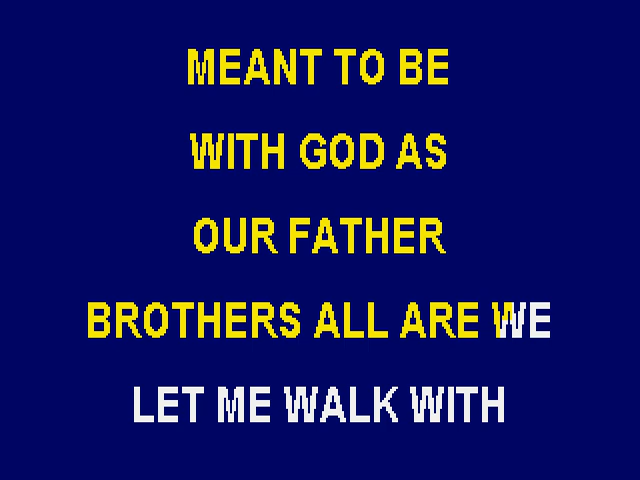 MEANT TO BE
WITH GOD AS
OUR FATHER
BROTHERS ALL ARE WE
LET ME WALK WITH